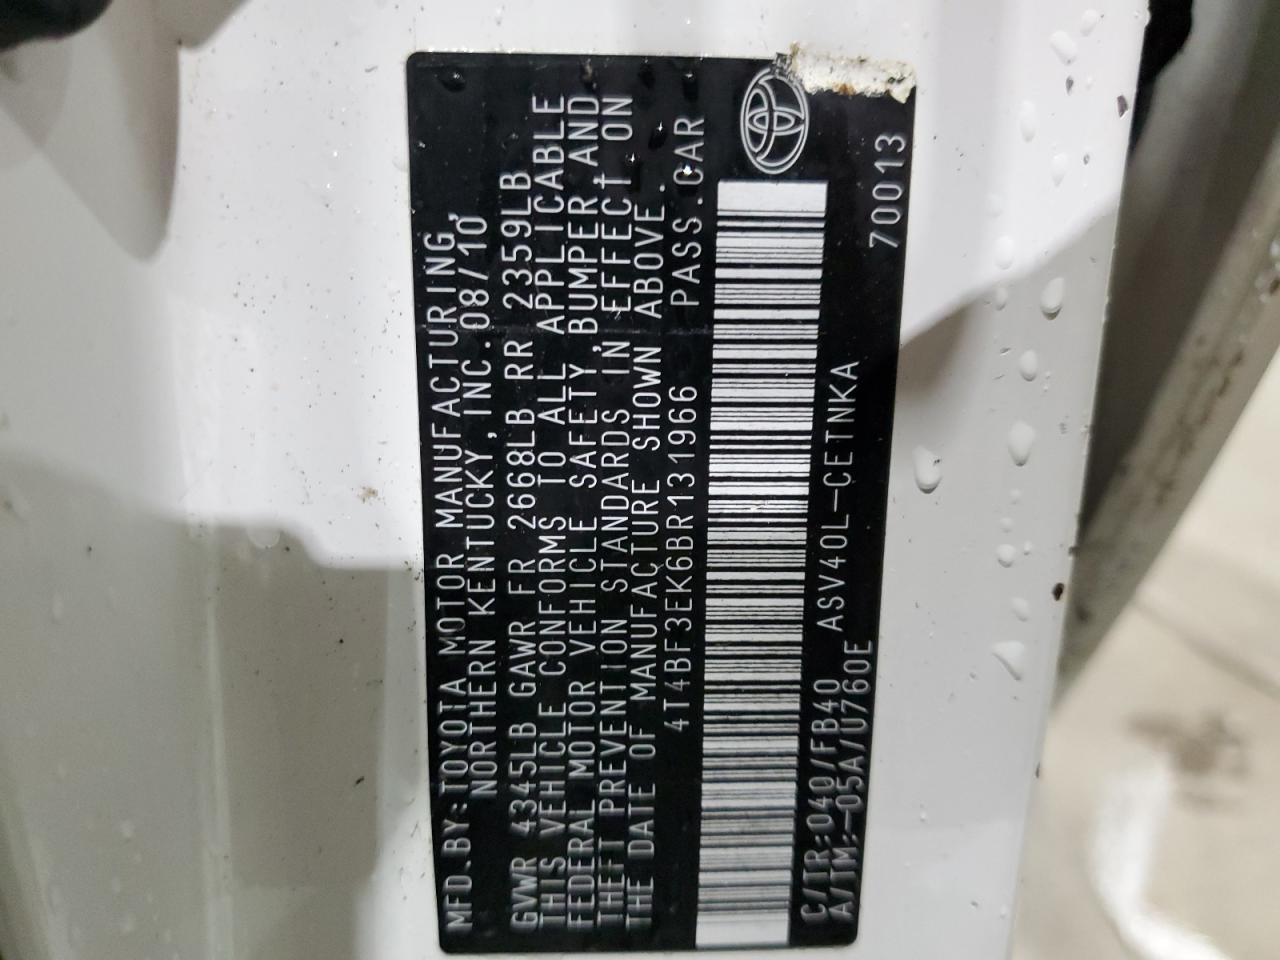 MFD.BY:TOYOTA MOTOR MANUFACTURING,
NORTHERN KENTUCKY,INC.08/10
GVWR 4345LB GAWR FR 2668LB RR 2359LB
THIS VEHICLE CONFORMS TO ALL APPLICABLE
FEDERAL MOTOR VEHICLE SAFETY, BUMPER, AND
THEFT PREVENTION STANDARDS IN EFFECT ON
THE DATE OF MANUFACTURE SHOWN ABOVE.
4T4BF3EK6BR131966 PASS.CAR
C/TR:040/FB40 ASV40L-CETNKA
A/TM:-05A/U760E 70013